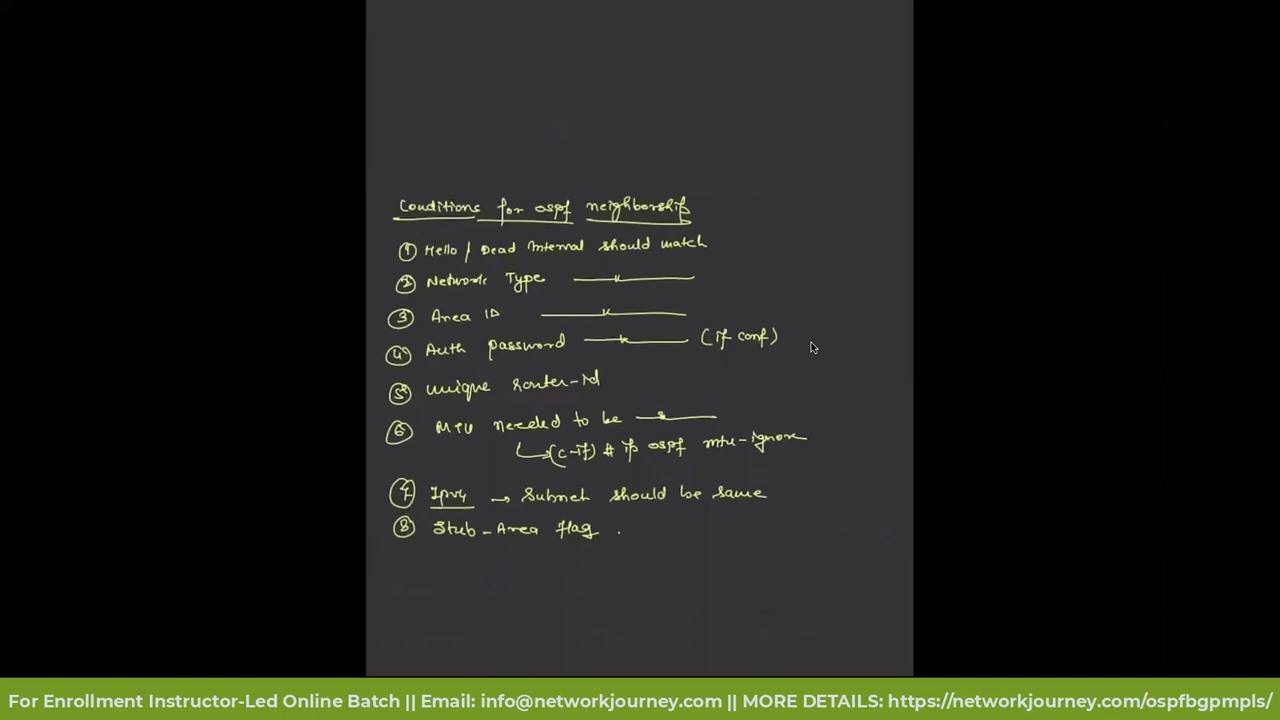 Conditions for ospf neighborship
① Hello / Dead Interval should match
② Network Type ——〃——
③ Area ID ——〃——
④ Auth password ——〃—— (if conf)
⑤ unique router-id
⑥ MTU needed to be ——〃——
↳ (c-if) # ip ospf mtu-ignore
⑦ Ipv4 → Subnet should be same
⑧ Stub-Area flag .
For Enrollment Instructor-Led Online Batch || Email: info@networkjourney.com || MORE DETAILS: https://networkjourney.com/ospfbgpmpls/